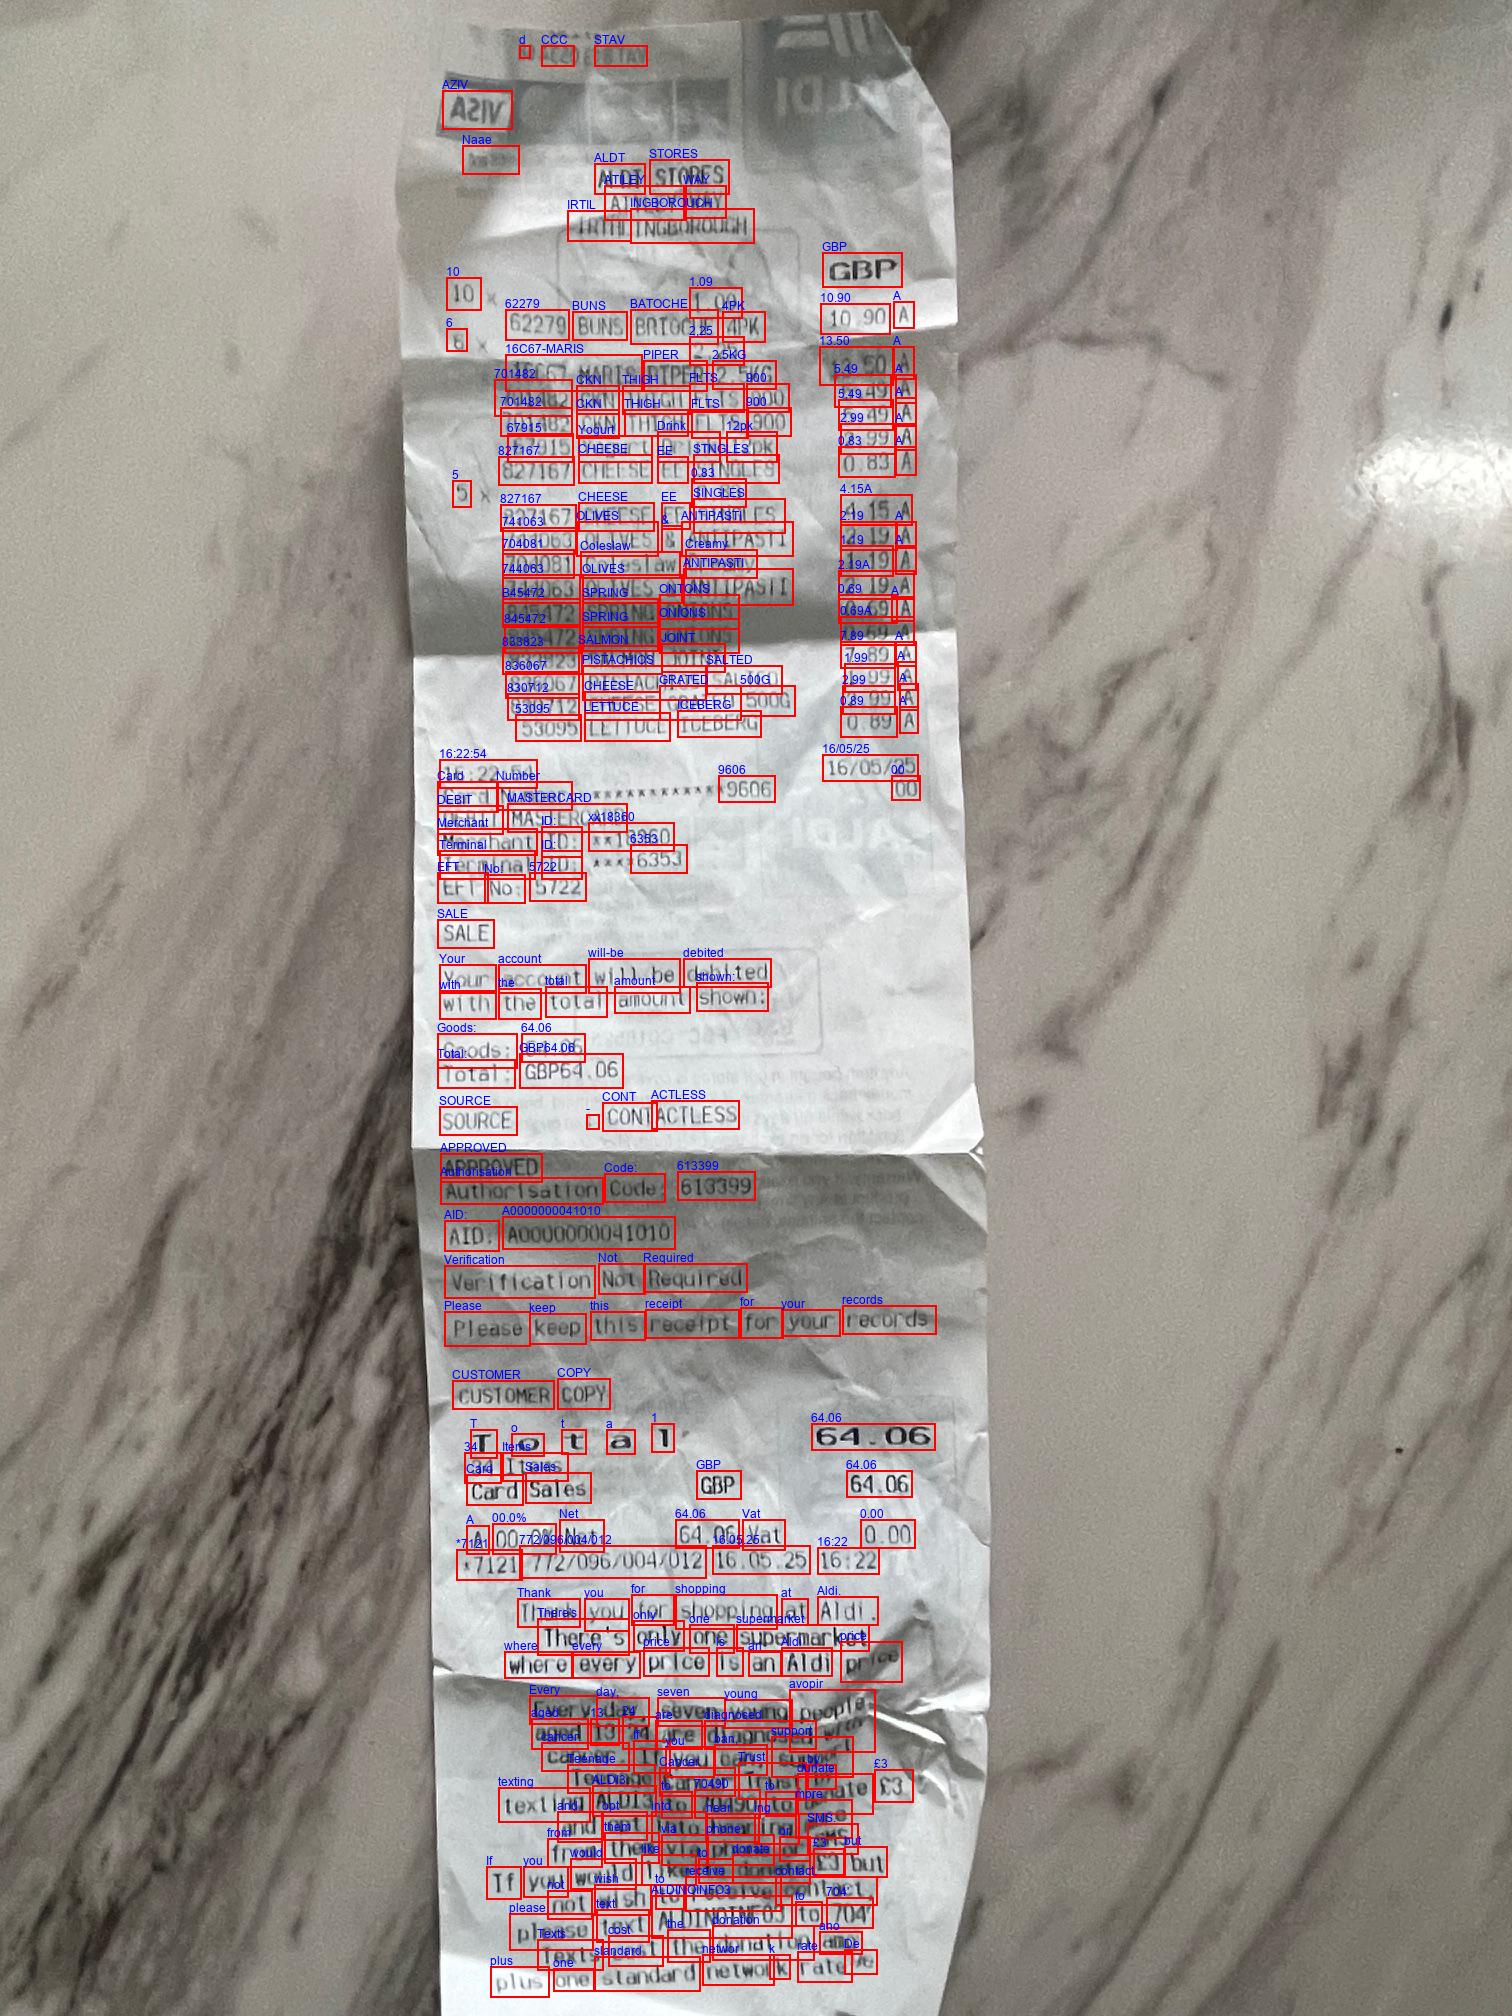 VISA
ALDI STORES
ATTLEY WAY
IRTHLINGBOROUGH
GBP
10 x 1.09
62279 BUNS BRIOCHE 4PK 10.90 A
6 x 2.25
MARIS PIPER 2.5KG 13.50 A
701482 CKN THIGH FLTS 900 5.49 A
701482 CKN THIGH FLTS 900 5.49 A
67915 Yogurt Drink 12pk 2.99 A
827167 CHEESE EE SINGLES 0.83 A
5 x 0.83
827167 CHEESE EE SINGLES 4.15 A
744063 OLIVES & ANTIPASTI 2.19 A
704081 Coleslaw Creamy 1.19 A
744063 OLIVES & ANTIPASTI 2.19 A
845472 SPRING ONIONS 0.69 A
845472 SPRING ONIONS 0.69 A
833823 SALMON JOINT 7.89 A
836067 PISTACHIOS SALTED 1.99 A
830712 CHEESE GRATED 500G 2.99 A
53095 LETTUCE ICEBERG 0.89 A
16:22:54 16/05/25
Card Number ************9606 00
DEBIT MASTERCARD
Merchant ID: **18360
Terminal ID: ****6353
EFT No: 5722
SALE
Your account will be debited
with the total amount shown:
Goods: 64.06
Total: GBP64.06
SOURCE : CONTACTLESS
APPROVED
Authorisation Code: 613399
AID: A0000000041010
Verification Not Required
Please keep this receipt for your records
CUSTOMER COPY
Total 64.06
34 Items
Card Sales GBP 64.06
A 00.0% Net 64.06 Vat 0.00
*7121 772/096/004/012 16.05.25 16:22
Thank you for shopping at Aldi.
There's only one supermarket
where every price is an Aldi price
Every day, seven young people
aged 13-24 are diagnosed with
cancer. If you can, support
Teenage Cancer Trust by
texting ALDI3 to 70490 to donate £3
and opt into hearing more
from them via phone or SMS.
If you would like to donate £3 but
not wish to receive contact,
please text ALDINOINFO3 to 704
Texts cost the donation amo
plus one standard network rate